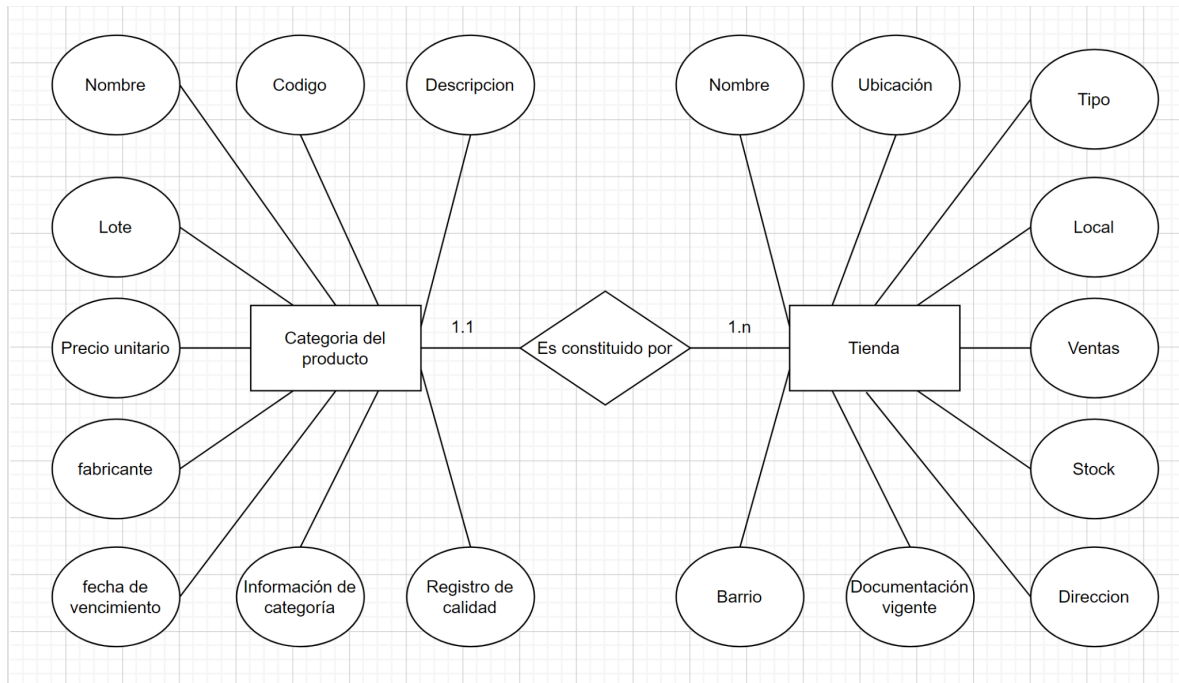 Nombre
Codigo
Descripcion
Nombre
Ubicación
Tipo
Lote
Local
Precio unitario
Categoria del
producto
1.1
Es constituido por
1.n
Tienda
Ventas
fabricante
Stock
fecha de
vencimiento
Información de
categoría
Registro de
calidad
Barrio
Documentación
vigente
Direccion